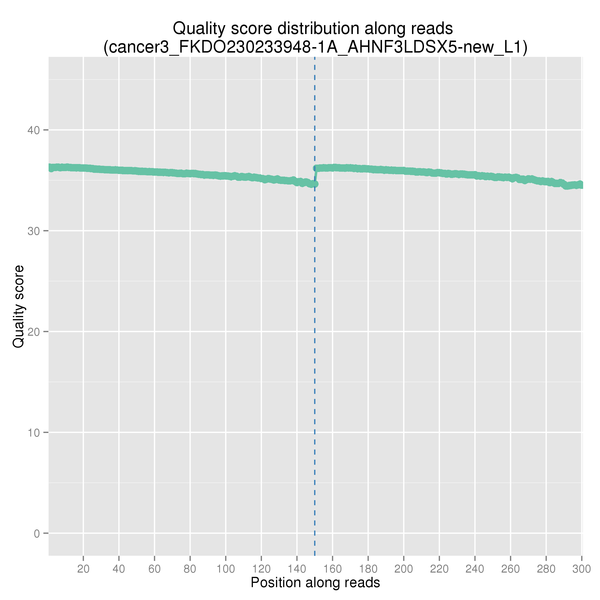 Quality score distribution along reads
(cancer3_FKDO230233948-1A_AHNF3LDSX5-new_L1)
40
30
20
10
0
Quality score
20 40 60 80 100 120 140 160 180 200 220 240 260 280 300
Position along reads